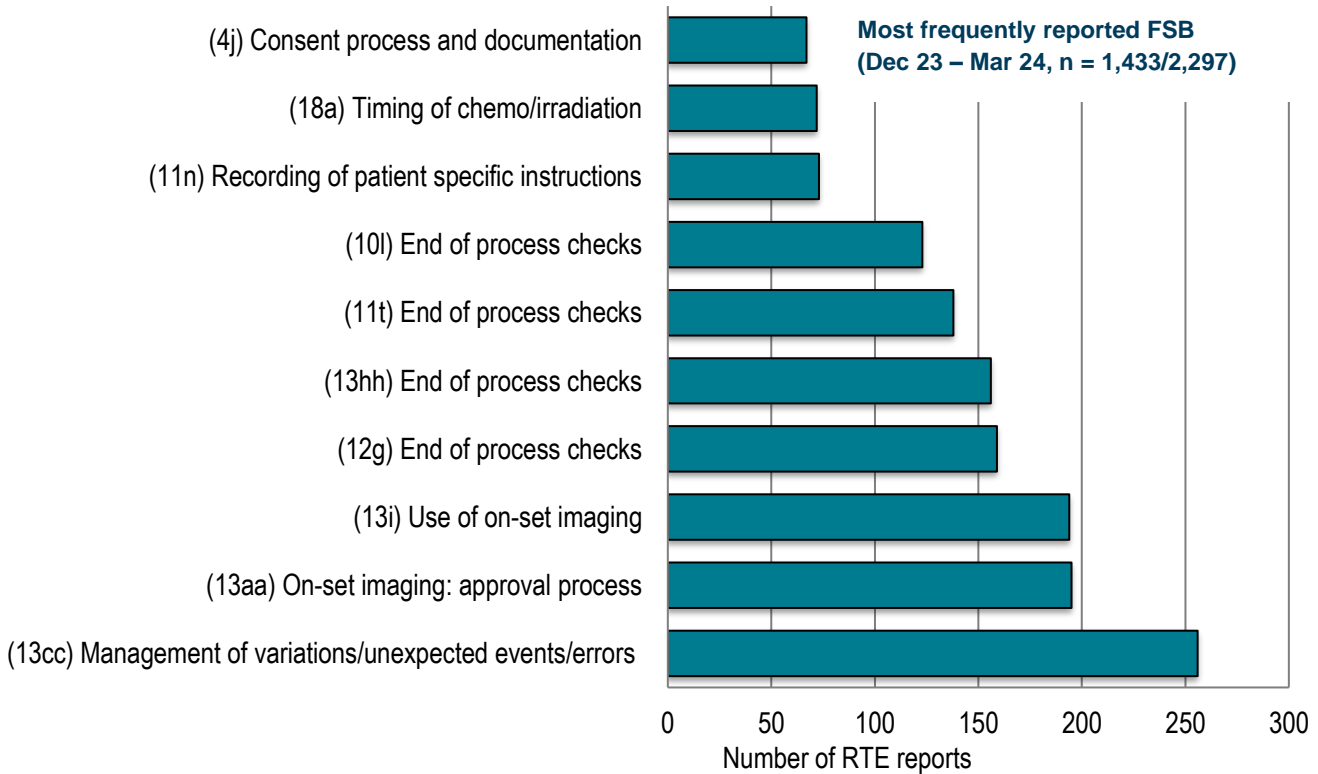 Most frequently reported FSB
(Dec 23 – Mar 24, n = 1,433/2,297)
(4j) Consent process and documentation
(18a) Timing of chemo/irradiation
(11n) Recording of patient specific instructions
(10l) End of process checks
(11t) End of process checks
(13hh) End of process checks
(12g) End of process checks
(13i) Use of on-set imaging
(13aa) On-set imaging: approval process
(13cc) Management of variations/unexpected events/errors
0 50 100 150 200 250 300
Number of RTE reports